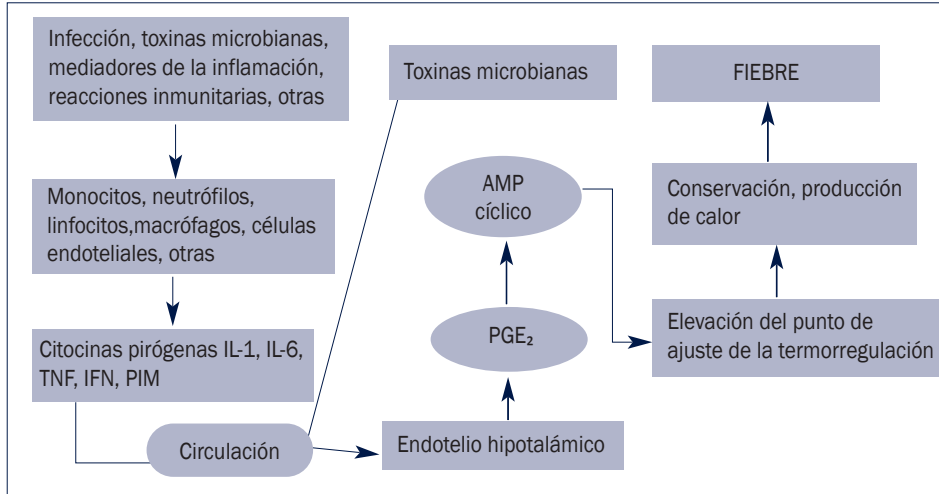 Infección, toxinas microbianas,
mediadores de la inflamación,
reacciones inmunitarias, otras
Monocitos, neutrófilos,
linfocitos,macrófagos, células
endoteliales, otras
Citocinas pirógenas IL-1, IL-6,
TNF, IFN, PIM
Circulación
Toxinas microbianas
AMP
cíclico
PGE₂
Endotelio hipotalámico
FIEBRE
Conservación, producción
de calor
Elevación del punto de
ajuste de la termorregulación